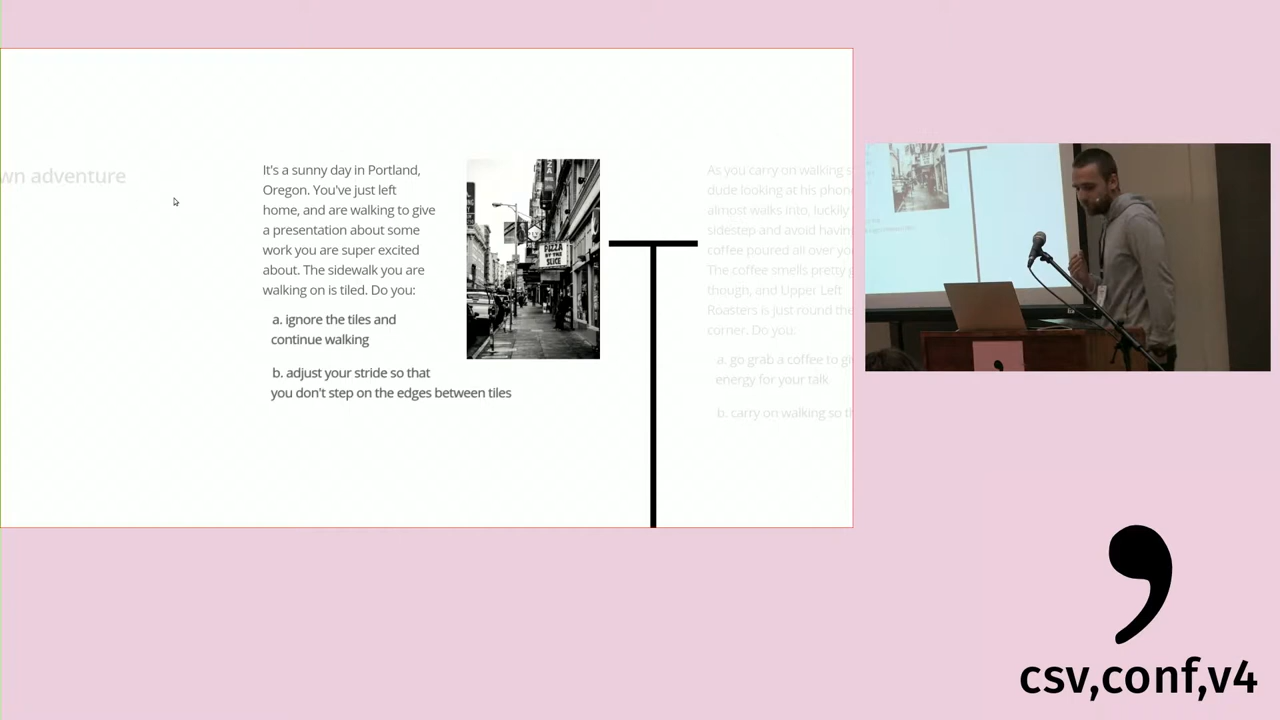 wn adventure
It's a sunny day in Portland,
Oregon. You've just left
home, and are walking to give
a presentation about some
work you are super excited
about. The sidewalk you are
walking on is tiled. Do you:
a. ignore the tiles and
continue walking
b. adjust your stride so that
you don't step on the edges between tiles
PIZZA
PIZZA
BY THE
SLICE
As you carry on walking s
dude looking at his phon
almost walks into, luckily
sidestep and avoid havin
coffee poured all over yo
The coffee smells pretty g
though, and Upper Left
Roasters is just round the
corner. Do you:
a. go grab a coffee to gi
energy for your talk
b. carry on walking so th
,
csv,conf,v4